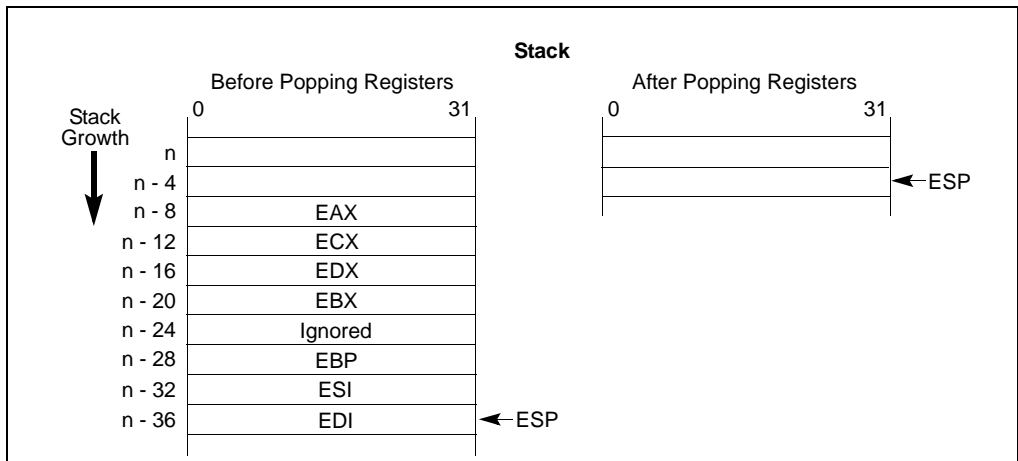 Stack
Before Popping Registers
After Popping Registers
0 31
0 31
Stack
Growth
n
n - 4
ESP
n - 8 EAX
n - 12 ECX
n - 16 EDX
n - 20 EBX
n - 24 Ignored
n - 28 EBP
n - 32 ESI
n - 36 EDI ESP